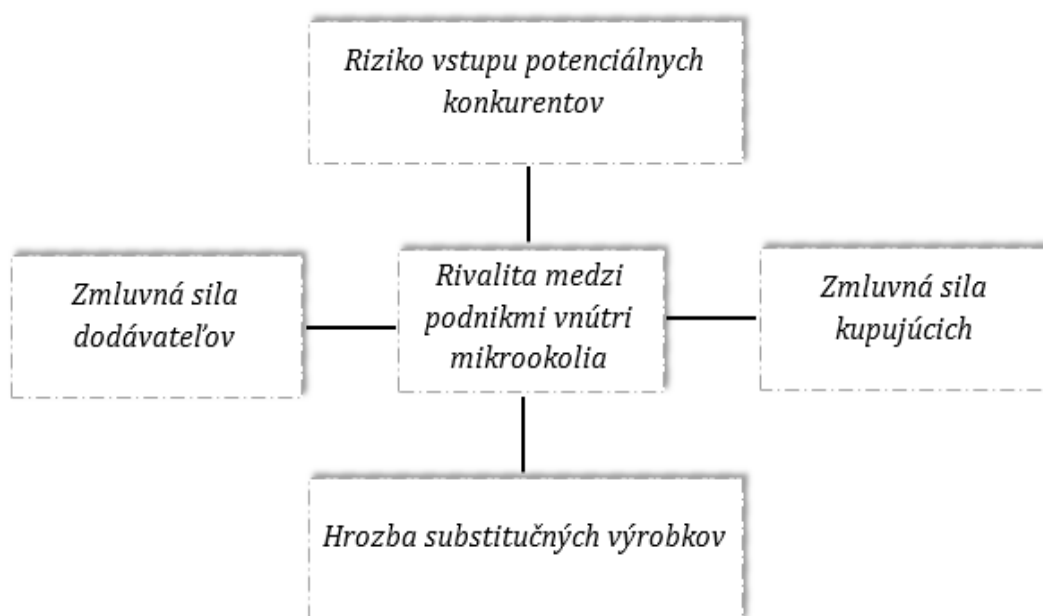 Riziko vstupu potenciálnych
konkurentov
Zmluvná sila
dodávateľov
Rivalita medzi
podnikmi vnútri
mikrookolia
Zmluvná sila
kupujúcich
Hrozba substitučných výrobkov